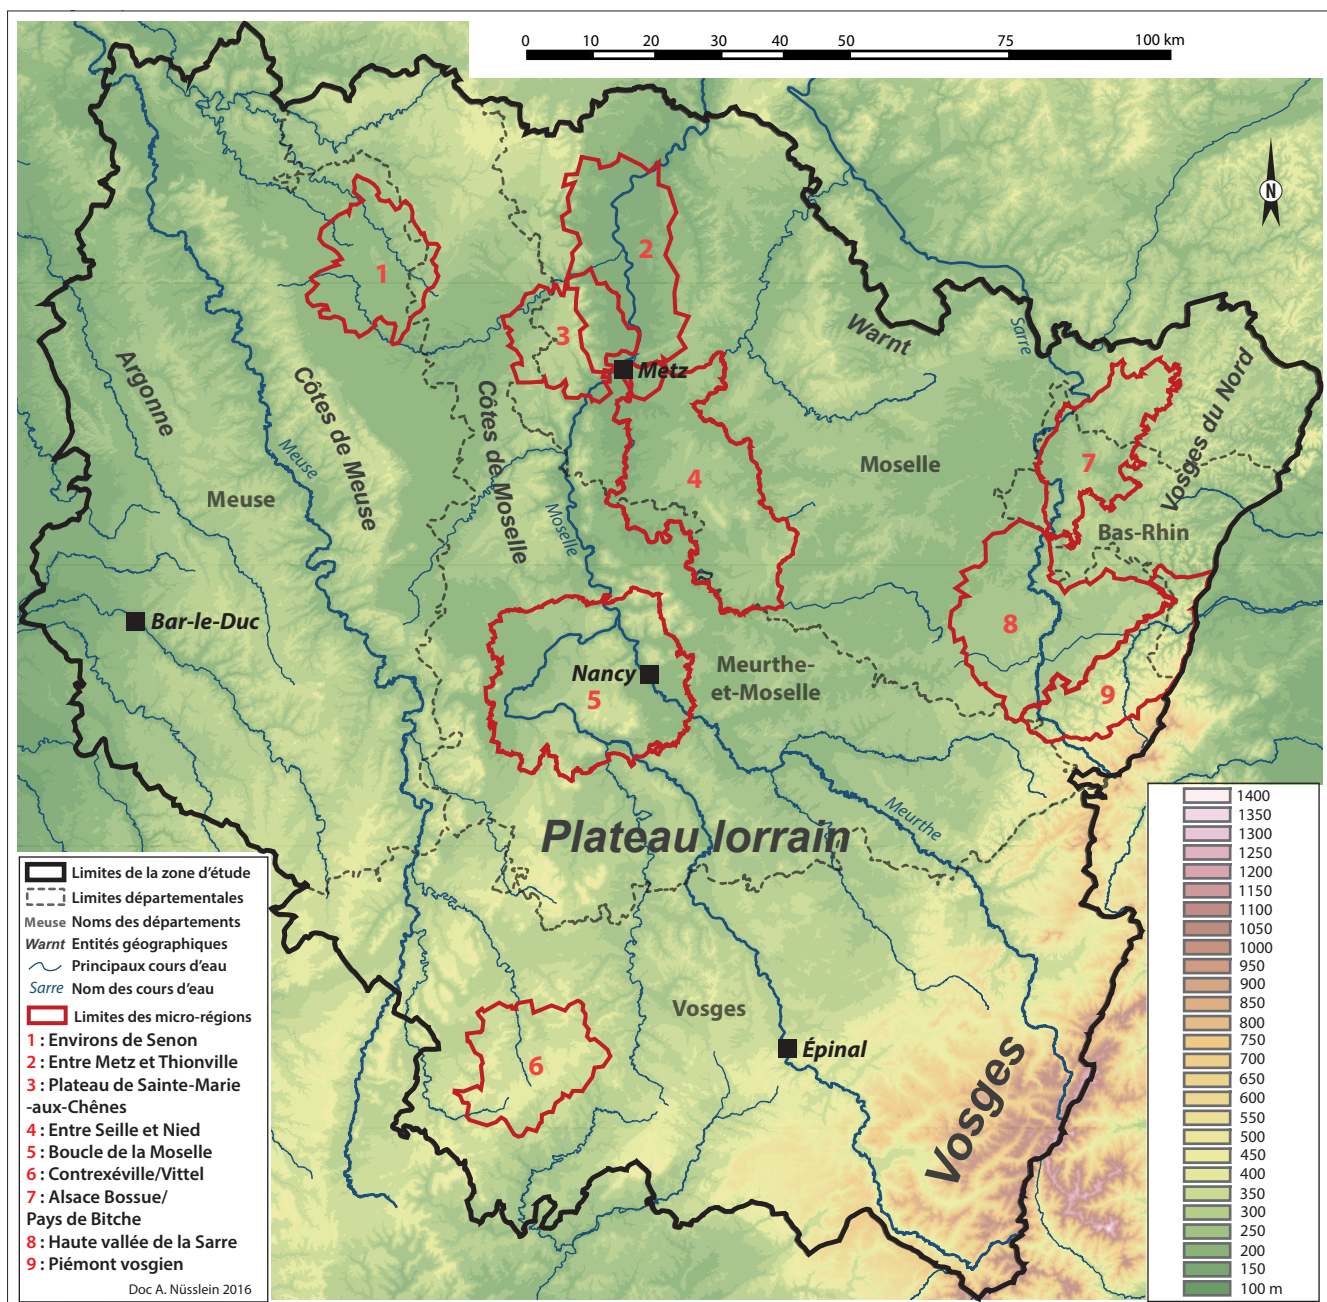 0 10 20 30 40 50 75 100 km
N
1
2
3
Metz
4
5
6
7
8
9
Warnt
Sarre
Argonne
Côtes de Meuse
Meuse
Meuse
Côtes de Moselle
Moselle
Moselle
Vosges du Nord
Bas-Rhin
Bar-le-Duc
Nancy
Meurthe-
et-Moselle
Meurthe
Plateau lorrain
Vosges
Épinal
Vosges
Limites de la zone d'étude
Limites départementales
Meuse Noms des départements
Warnt Entités géographiques
Principaux cours d'eau
Sarre Nom des cours d'eau
Limites des micro-régions
1 : Environs de Senon
2 : Entre Metz et Thionville
3 : Plateau de Sainte-Marie
-aux-Chênes
4 : Entre Seille et Nied
5 : Boucle de la Moselle
6 : Contrexéville/Vittel
7 : Alsace Bossue/
Pays de Bitche
8 : Haute vallée de la Sarre
9 : Piémont vosgien
Doc A. Nüsslein 2016
1400
1350
1300
1250
1200
1150
1100
1050
1000
950
900
850
800
750
700
650
600
550
500
450
400
350
300
250
200
150
100 m